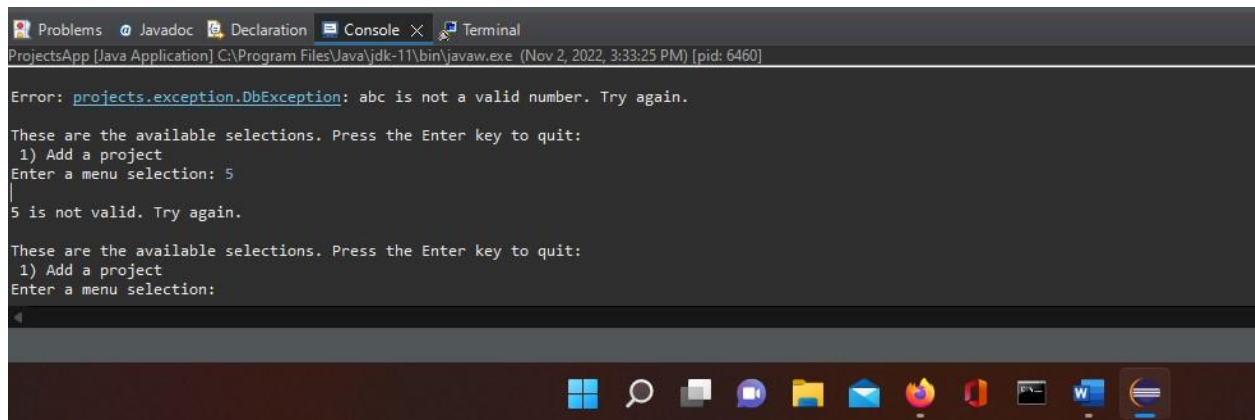 Problems @ Javadoc Declaration Console Terminal
ProjectsApp [Java Application] C:\Program Files\Java\jdk-11\bin\javaw.exe (Nov 2, 2022, 3:33:25 PM) [pid: 6460]
Error: projects.exception.DbException: abc is not a valid number. Try again.
These are the available selections. Press the Enter key to quit:
1) Add a project
Enter a menu selection: 5
5 is not valid. Try again.
These are the available selections. Press the Enter key to quit:
1) Add a project
Enter a menu selection: